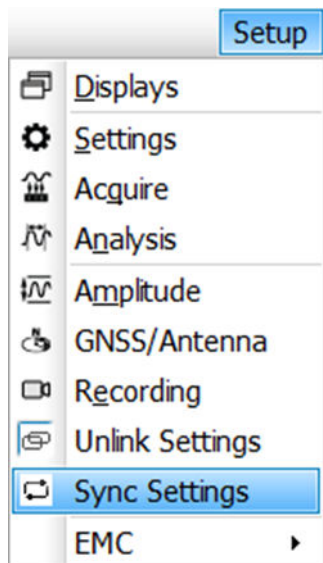 Setup
Displays
Settings
Acquire
Analysis
Amplitude
GNSS/Antenna
Recording
Unlink Settings
Sync Settings
EMC